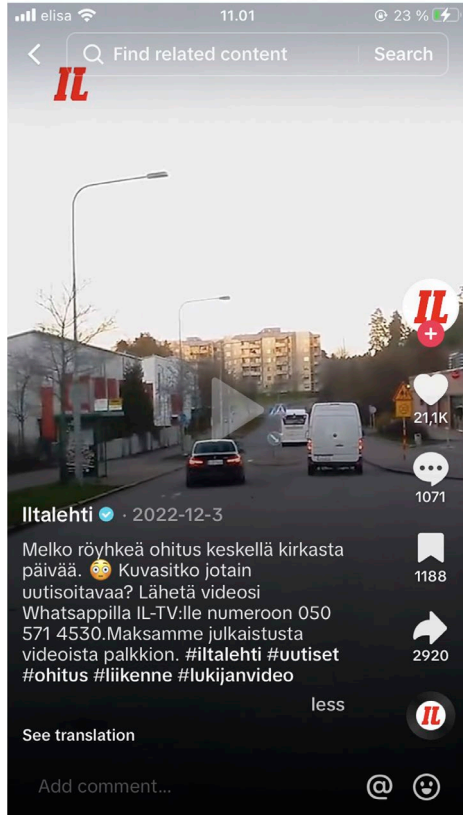 elisa
11.01
23 %
Find related content
Search
IL
IL
21,1K
1071
1188
2920
Iltalehti · 2022-12-3
Melko röyhkeä ohitus keskellä kirkasta
päivää. 😳 Kuvasitko jotain
uutisoitavaa? Lähetä videosi
Whatsappilla IL-TV:lle numeroon 050
571 4530.Maksamme julkaistusta
videoista palkkion. #iltalehti #uutiset
#ohitus #liikenne #lukijanvideo
less
IL
See translation
Add comment...
@